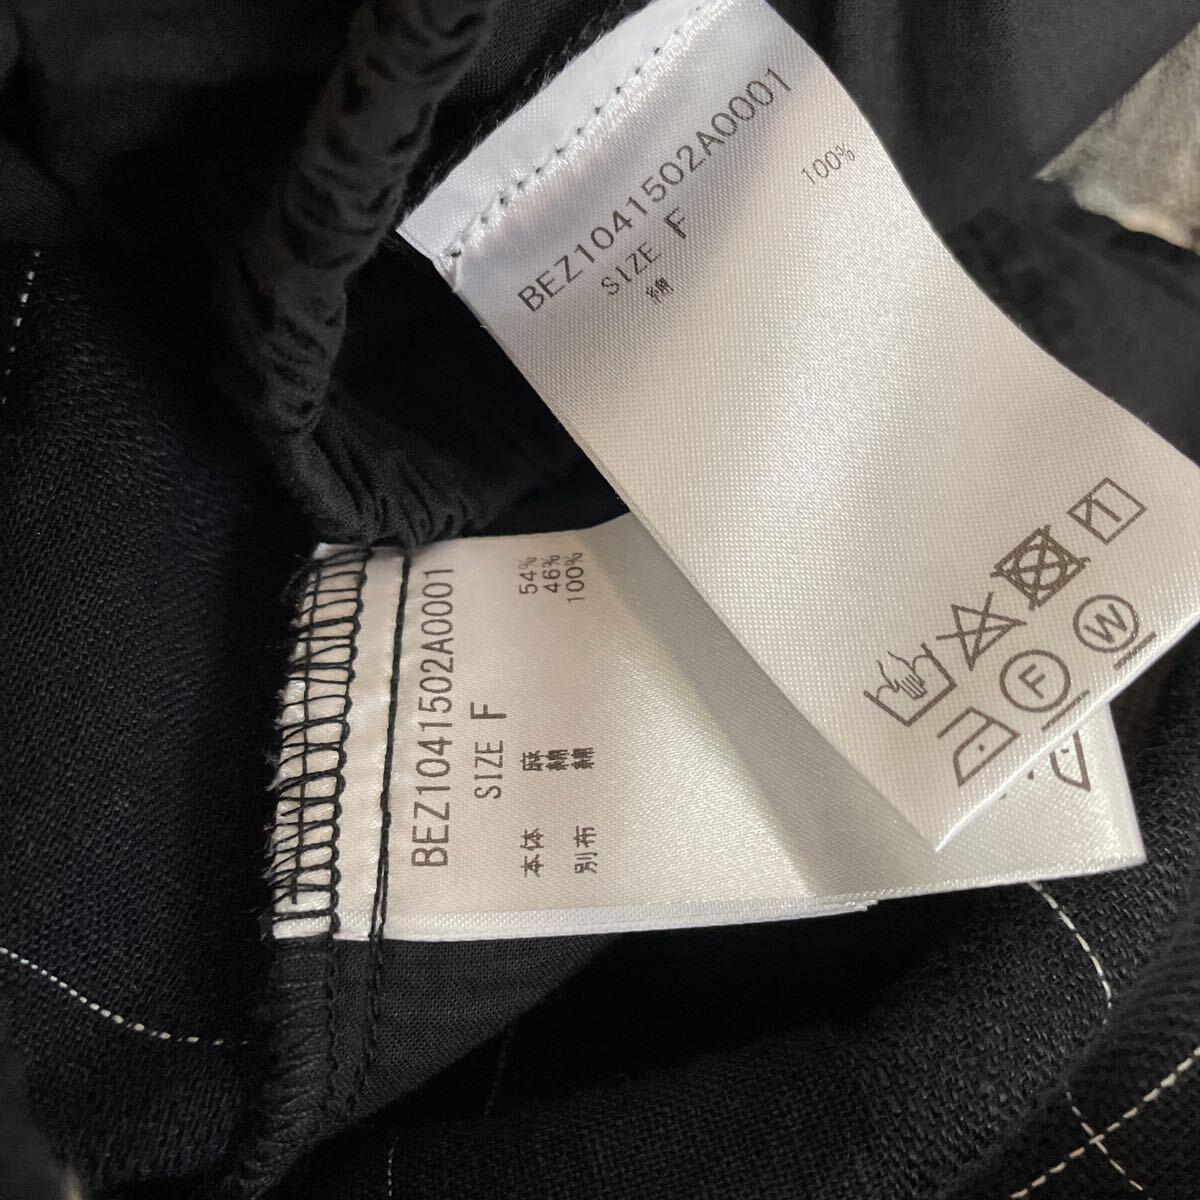 BEZ1041502A0001
SIZE F
綿 100%
F
W
BEZ1041502A0001
SIZE F
本体 麻 54%
綿 46%
別布 綿 100%